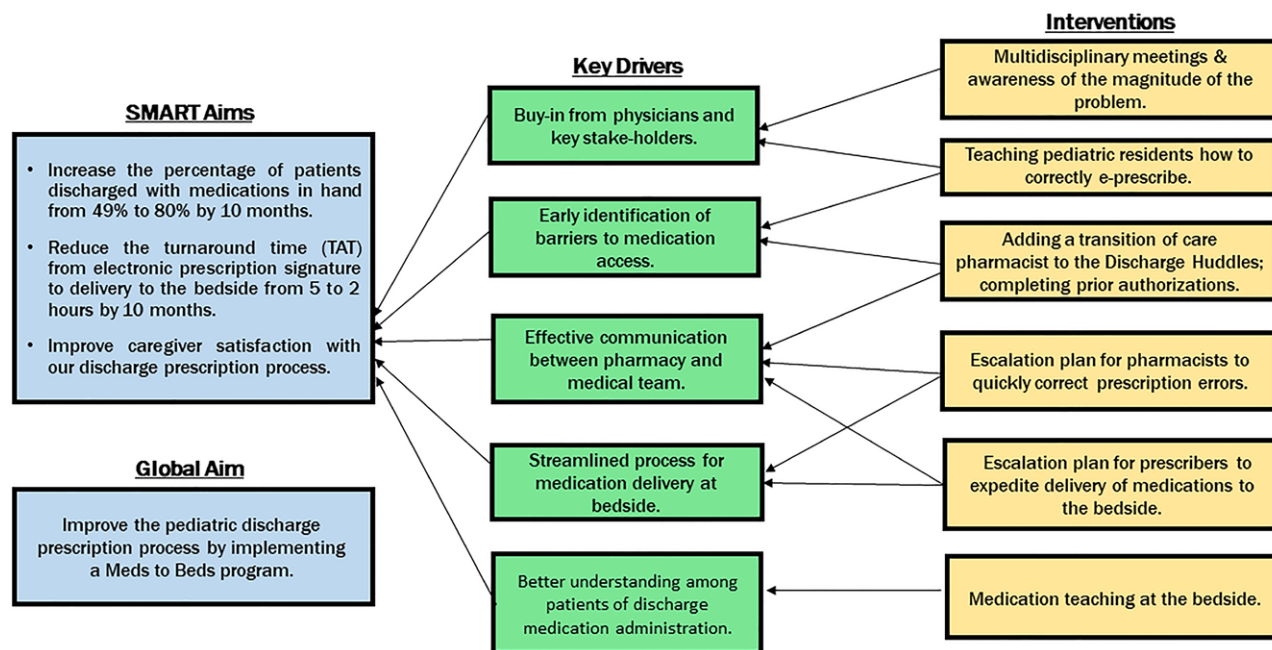 SMART Aims
• Increase the percentage of patients
discharged with medications in hand
from 49% to 80% by 10 months.
• Reduce the turnaround time (TAT)
from electronic prescription signature
to delivery to the bedside from 5 to 2
hours by 10 months.
• Improve caregiver satisfaction with
our discharge prescription process.
Global Aim
Improve the pediatric discharge
prescription process by implementing
a Meds to Beds program.
Key Drivers
Buy-in from physicians and
key stake-holders.
Early identification of
barriers to medication
access.
Effective communication
between pharmacy and
medical team.
Streamlined process for
medication delivery at
bedside.
Better understanding among
patients of discharge
medication administration.
Interventions
Multidisciplinary meetings &
awareness of the magnitude of the
problem.
Teaching pediatric residents how to
correctly e-prescribe.
Adding a transition of care
pharmacist to the Discharge Huddles;
completing prior authorizations.
Escalation plan for pharmacists to
quickly correct prescription errors.
Escalation plan for prescribers to
expedite delivery of medications to
the bedside.
Medication teaching at the bedside.